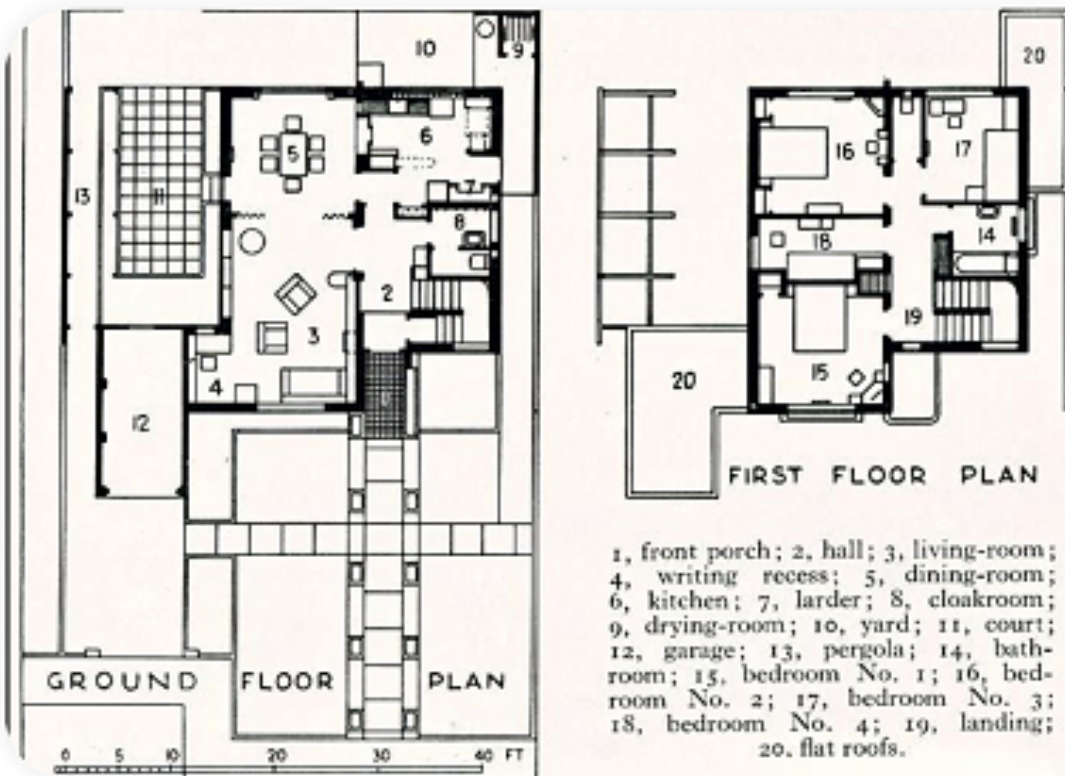 10
9
6
5
13
11
7
8
2
3
4
12
GROUND FLOOR PLAN
0 5 10 20 30 40 FT
20
16
17
18
14
19
15
20
FIRST FLOOR PLAN
1, front porch; 2, hall; 3, living-room;
4, writing recess; 5, dining-room;
6, kitchen; 7, larder; 8, cloakroom;
9, drying-room; 10, yard; 11, court;
12, garage; 13, pergola; 14, bath-
room; 15, bedroom No. 1; 16, bed-
room No. 2; 17, bedroom No. 3;
18, bedroom No. 4; 19, landing;
20. flat roofs.